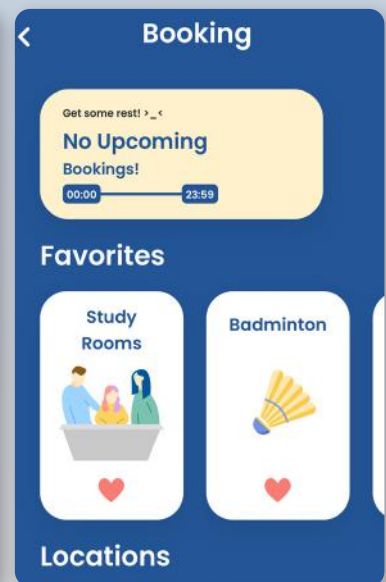 Booking
Get some rest! >_<
No Upcoming
Bookings!
00:00 23:59
Favorites
Study
Rooms
Badminton
Locations